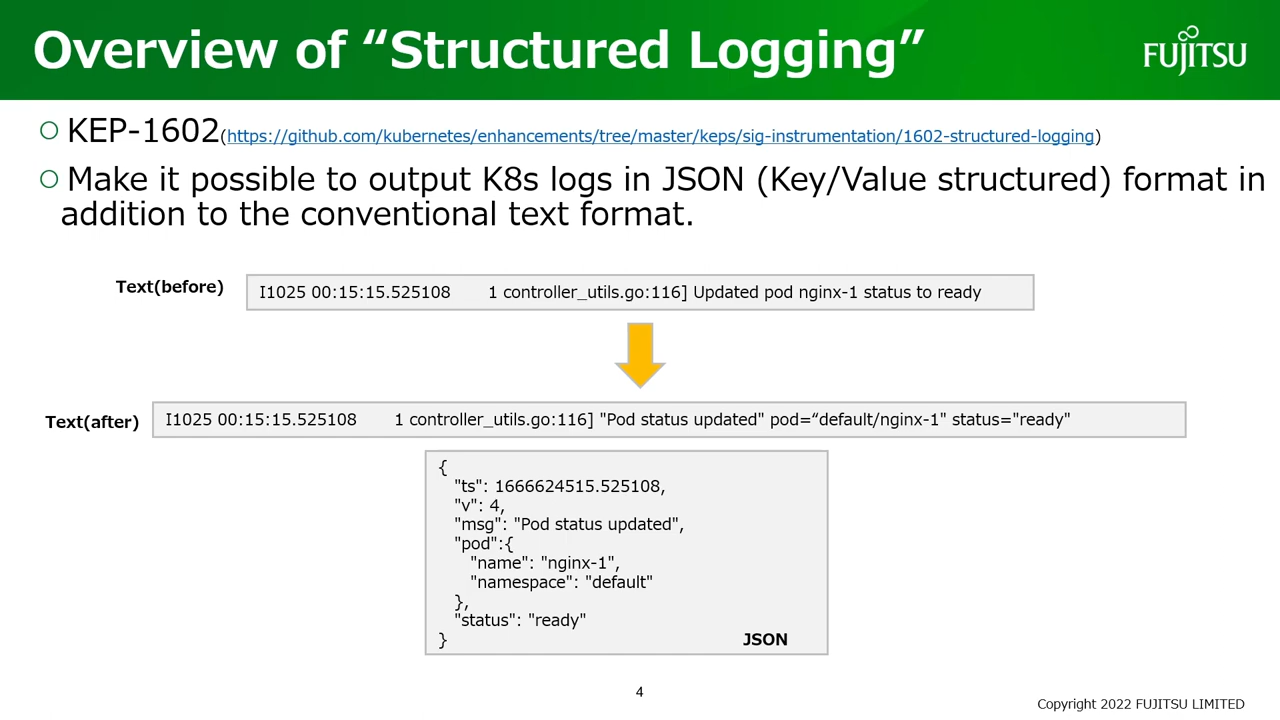 Overview of “Structured Logging”
FUJITSU
○ KEP-1602(https://github.com/kubernetes/enhancements/tree/master/keps/sig-instrumentation/1602-structured-logging)
○ Make it possible to output K8s logs in JSON (Key/Value structured) format in
addition to the conventional text format.
Text(before)
I1025 00:15:15.525108 1 controller_utils.go:116] Updated pod nginx-1 status to ready
Text(after)
I1025 00:15:15.525108 1 controller_utils.go:116] "Pod status updated" pod=“default/nginx-1" status="ready"
{
"ts": 1666624515.525108,
"v": 4,
"msg": "Pod status updated",
"pod":{
"name": "nginx-1",
"namespace": "default"
},
"status": "ready"
}
JSON
4
Copyright 2022 FUJITSU LIMITED